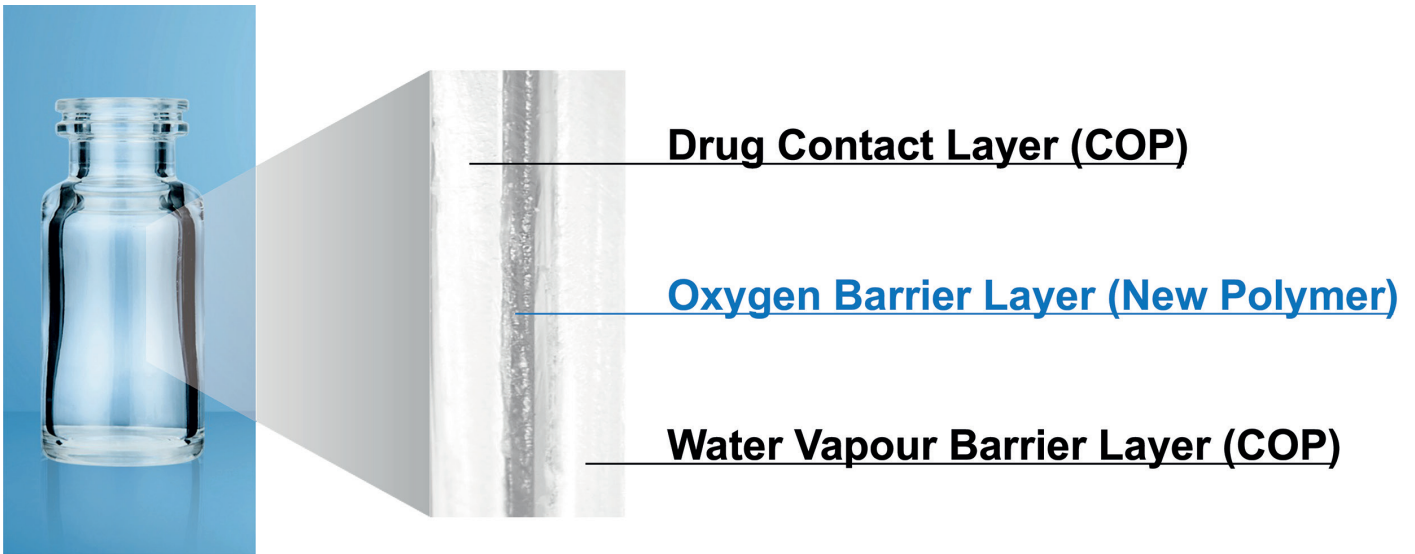 Drug Contact Layer (COP)
Oxygen Barrier Layer (New Polymer)
Water Vapour Barrier Layer (COP)